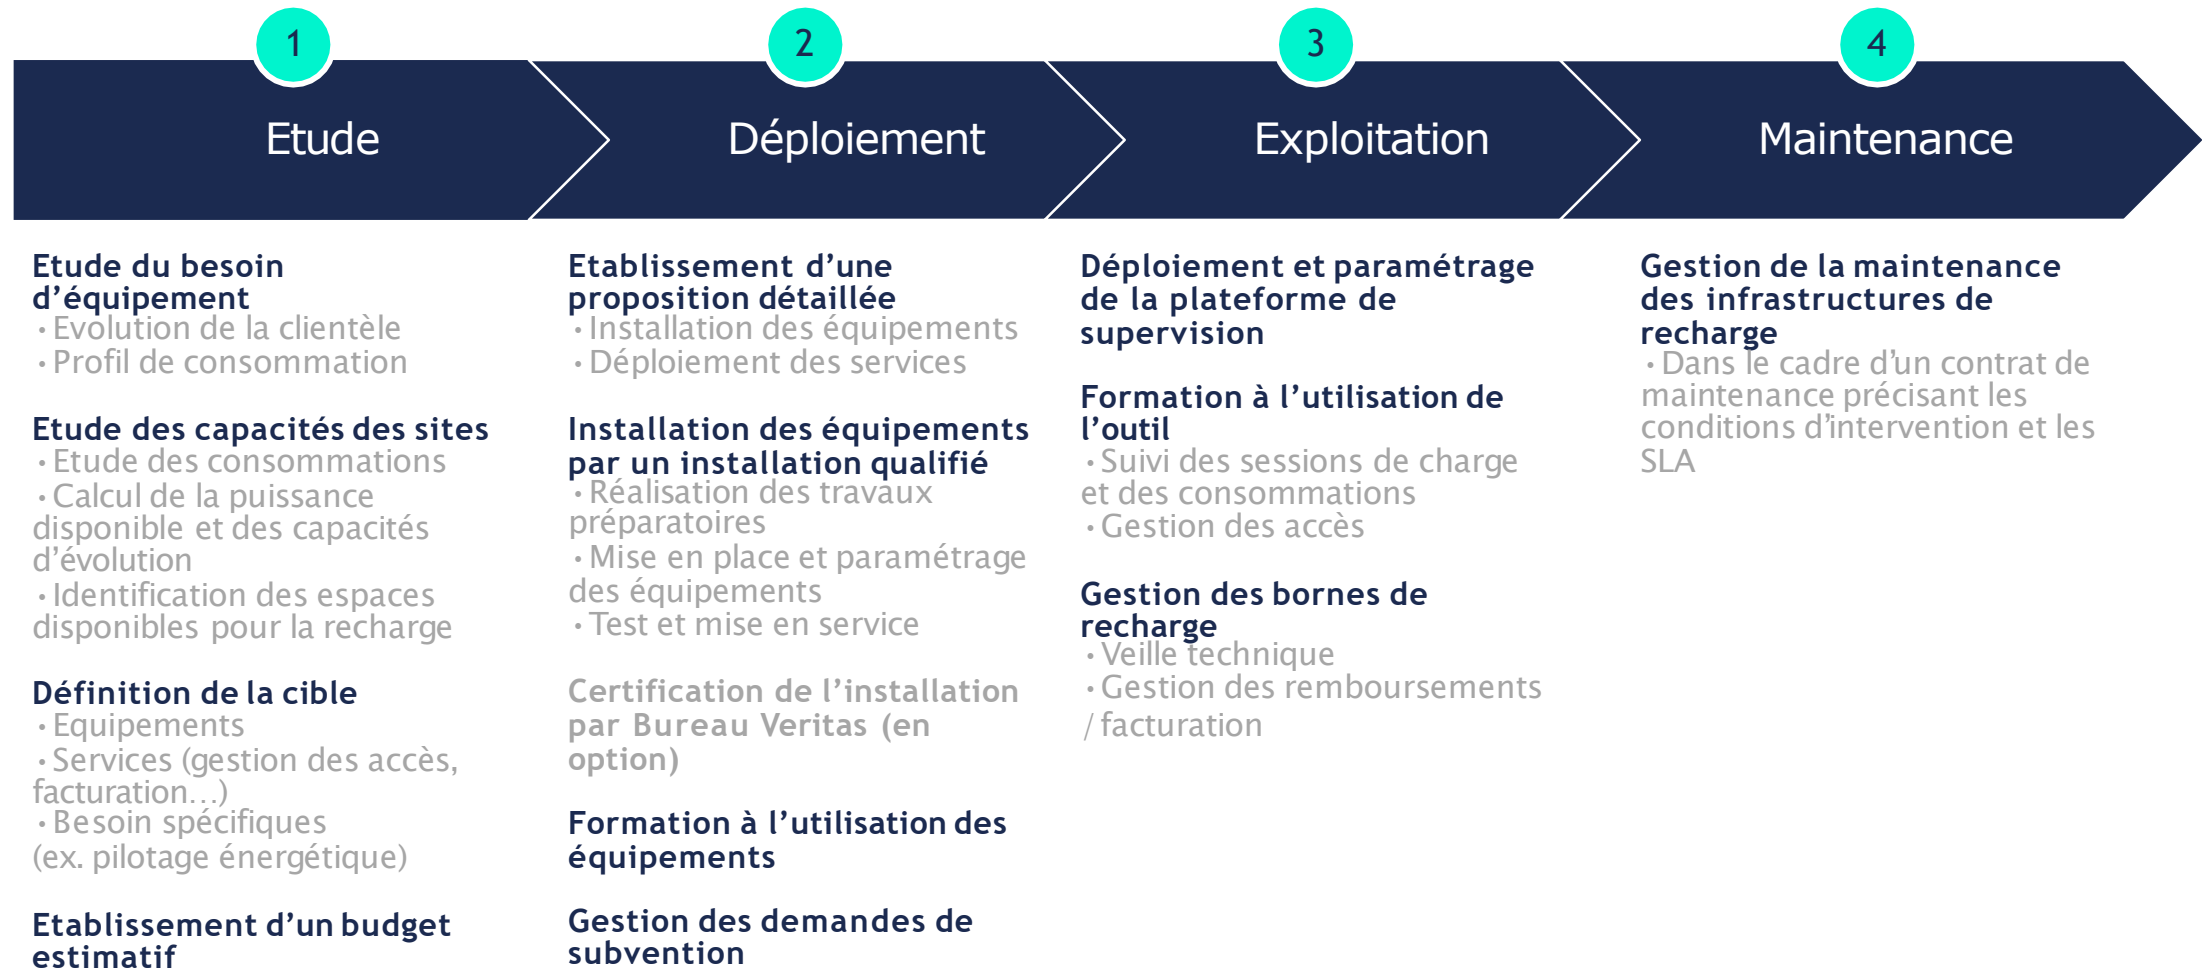 1
Etude
2
Déploiement
3
Exploitation
4
Maintenance
Etude du besoin
d’équipement
•Evolution de la clientèle
•Profil de consommation
Etude des capacités des sites
•Etude des consommations
•Calcul de la puissance
disponible et des capacités
d’évolution
•Identification des espaces
disponibles pour la recharge
Définition de la cible
•Equipements
•Services (gestion des accès,
facturation…)
•Besoin spécifiques
(ex. pilotage énergétique)
Etablissement d’un budget
estimatif
Etablissement d’une
proposition détaillée
•Installation des équipements
•Déploiement des services
Installation des équipements
par un installation qualifié
•Réalisation des travaux
préparatoires
•Mise en place et paramétrage
des équipements
•Test et mise en service
Certification de l’installation
par Bureau Veritas (en
option)
Formation à l’utilisation des
équipements
Gestion des demandes de
subvention
Déploiement et paramétrage
de la plateforme de
supervision
Formation à l’utilisation de
l’outil
•Suivi des sessions de charge
et des consommations
•Gestion des accès
Gestion des bornes de
recharge
•Veille technique
•Gestion des remboursements
/ facturation
Gestion de la maintenance
des infrastructures de
recharge
•Dans le cadre d’un contrat de
maintenance précisant les
conditions d’intervention et les
SLA